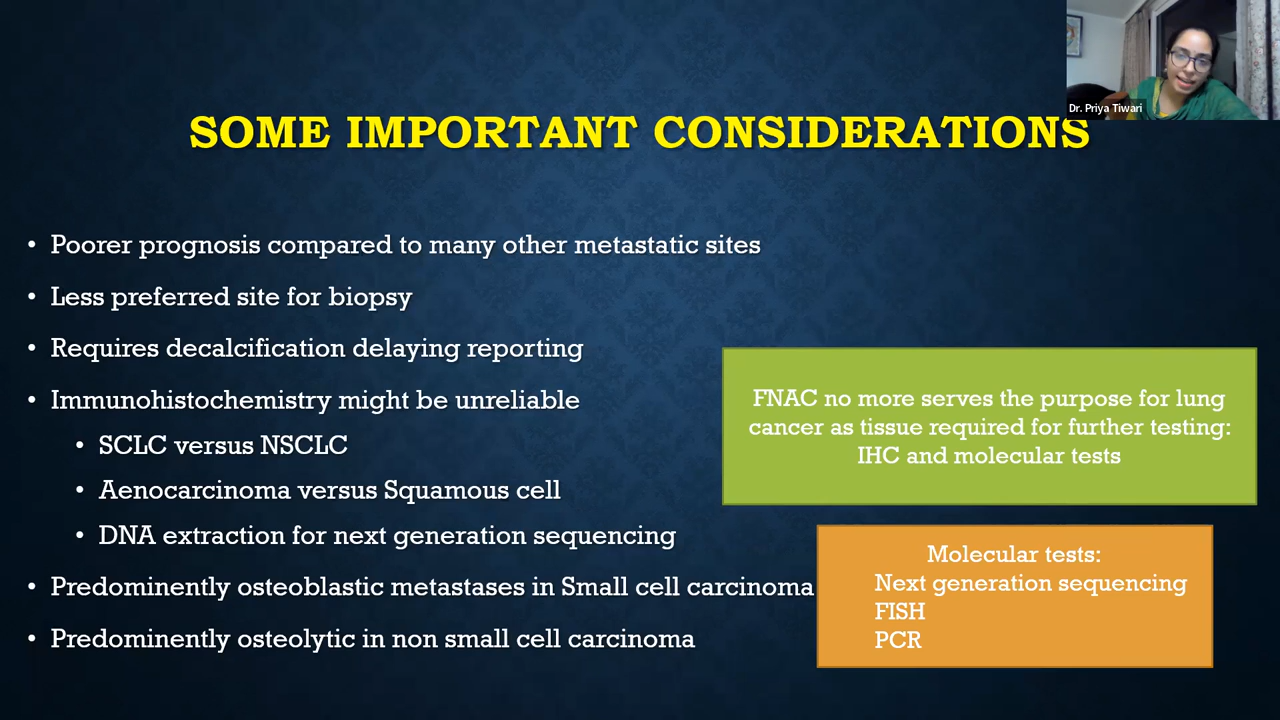 Dr. Priya Tiwari
SOME IMPORTANT CONSIDERATIONS
• Poorer prognosis compared to many other metastatic sites
• Less preferred site for biopsy
• Requires decalcification delaying reporting
• Immunohistochemistry might be unreliable
• SCLC versus NSCLC
• Aenocarcinoma versus Squamous cell
• DNA extraction for next generation sequencing
• Predominently osteoblastic metastases in Small cell carcinoma
• Predominently osteolytic in non small cell carcinoma
FNAC no more serves the purpose for lung
cancer as tissue required for further testing:
IHC and molecular tests
Molecular tests:
Next generation sequencing
FISH
PCR